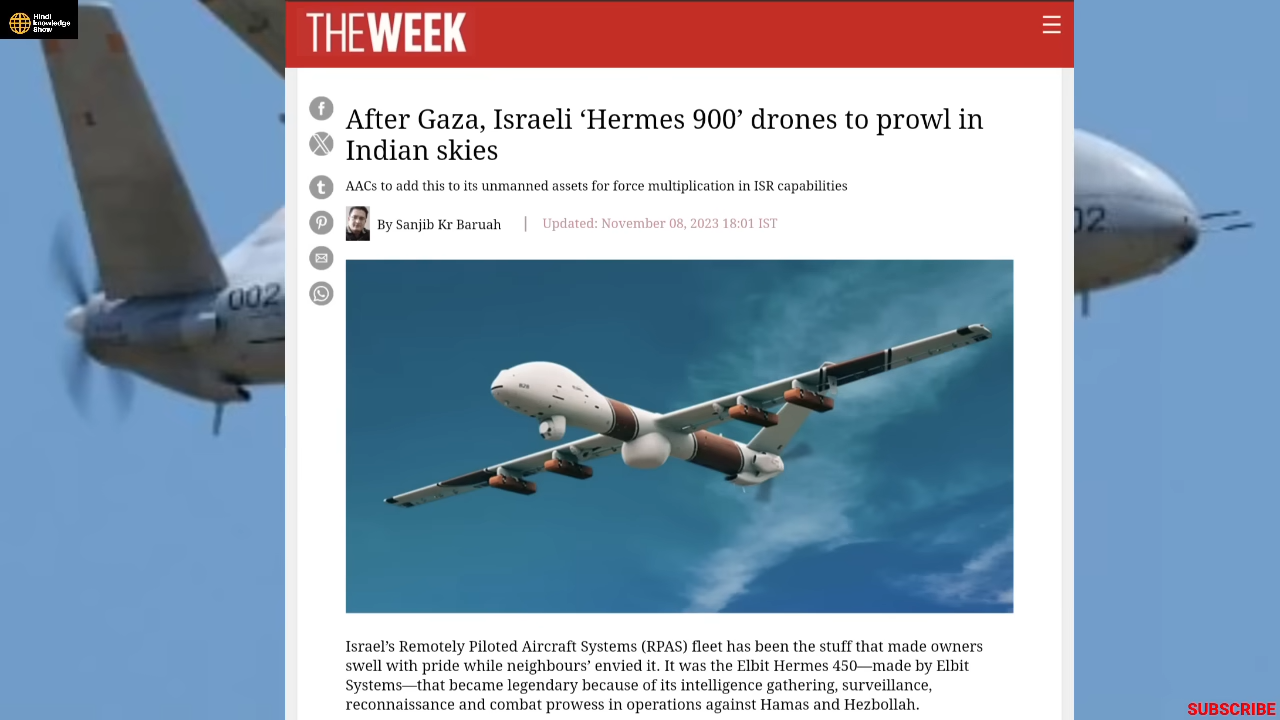 Hindi
knowledge
Show
THE WEEK
After Gaza, Israeli ‘Hermes 900’ drones to prowl in
Indian skies
AACs to add this to its unmanned assets for force multiplication in ISR capabilities
By Sanjib Kr Baruah | Updated: November 08, 2023 18:01 IST
002
02
Israel’s Remotely Piloted Aircraft Systems (RPAS) fleet has been the stuff that made owners
swell with pride while neighbours’ envied it. It was the Elbit Hermes 450—made by Elbit
Systems—that became legendary because of its intelligence gathering, surveillance,
reconnaissance and combat prowess in operations against Hamas and Hezbollah.
SUBSCRIBE